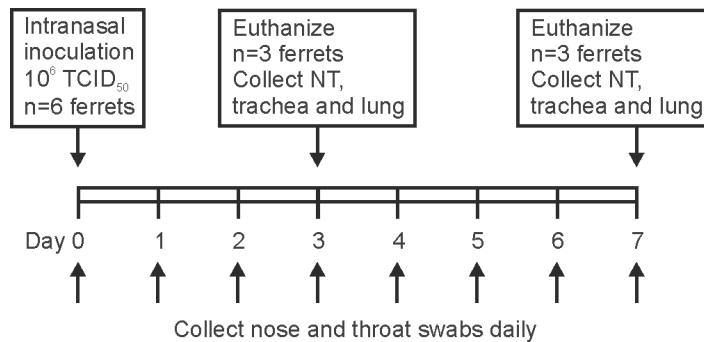 Intranasal
inoculation
10⁶ TCID₅₀
n=6 ferrets
Euthanize
n=3 ferrets
Collect NT,
trachea and lung
Euthanize
n=3 ferrets
Collect NT,
trachea and lung
Day 0 1 2 3 4 5 6 7
Collect nose and throat swabs daily